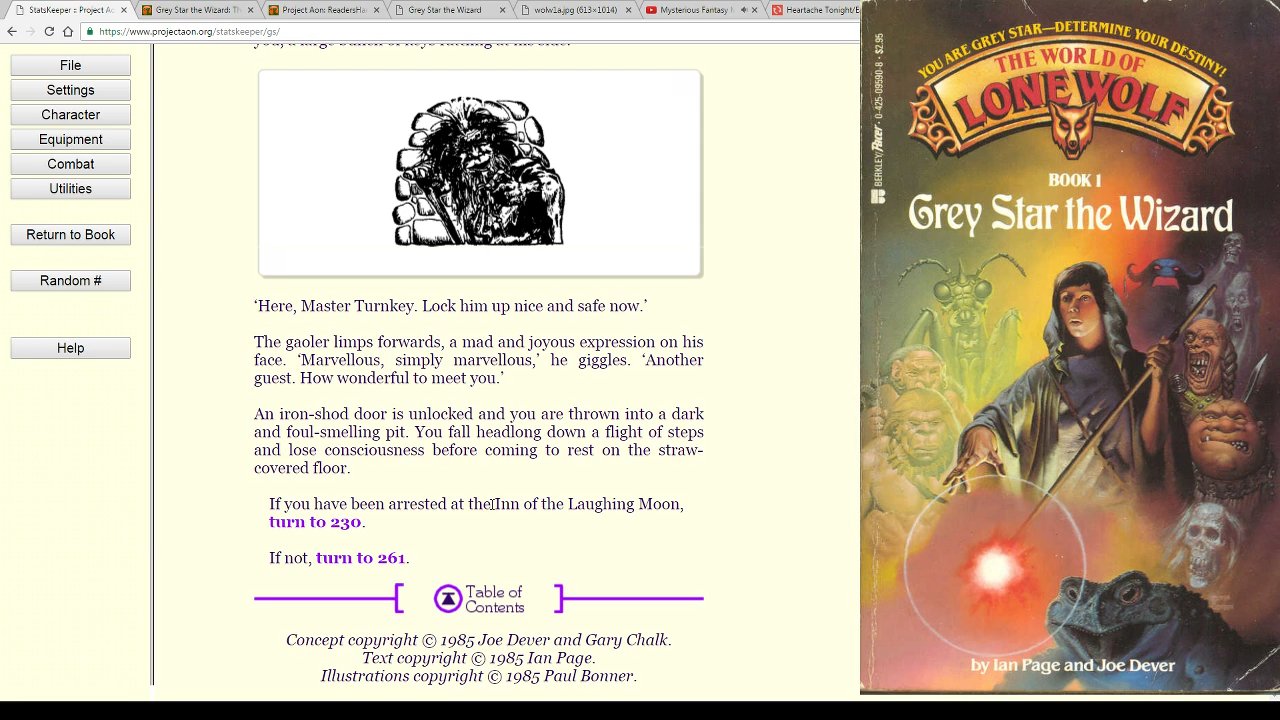 StatsKeeper :: Project A
Grey Star the Wizard: Th
Project Aon: ReadersHa
Grey Star the Wizard
wolw1a.jpg (613×1014)
Mysterious Fantasy M
Heartache Tonight/E
https://www.projectaon.org/statskeeper/gs/
File
Settings
Character
Equipment
Combat
Utilities
Return to Book
Random #
Help
‘Here, Master Turnkey. Lock him up nice and safe now.’
The gaoler limps forwards, a mad and joyous expression on his
face. ‘Marvellous, simply marvellous,’ he giggles. ‘Another
guest. How wonderful to meet you.’
An iron-shod door is unlocked and you are thrown into a dark
and foul-smelling pit. You fall headlong down a flight of steps
and lose consciousness before coming to rest on the straw-
covered floor.
If you have been arrested at the Inn of the Laughing Moon,
turn to 230.
If not, turn to 261.
Table of
Contents
Concept copyright © 1985 Joe Dever and Gary Chalk.
Text copyright © 1985 Ian Page.
Illustrations copyright © 1985 Paul Bonner.
BERKLEY/Pacer • 0-425-09590-8 • $2.95
YOU ARE GREY STAR—DETERMINE YOUR DESTINY!
THE WORLD OF
LONE WOLF
BOOK 1
Grey Star the Wizard
by Ian Page and Joe Dever